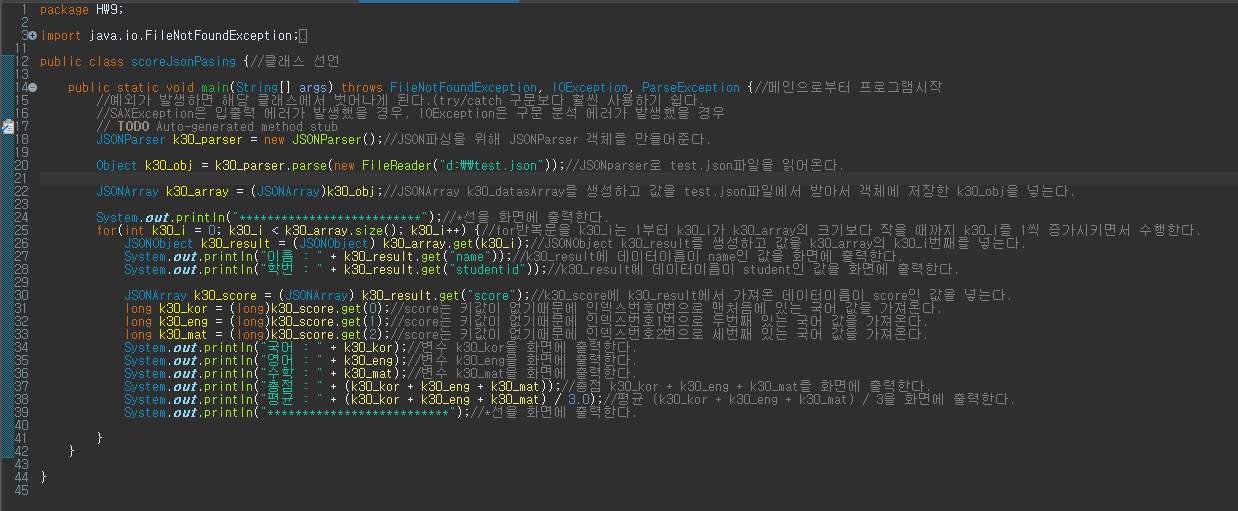 1 package HW9;
2
3 import java.io.FileNotFoundException;
11
12 public class scoreJsonPasing {//클래스 선언
13
14 public static void main(String[] args) throws FileNotFoundException, IOException, ParseException {//메인으로부터 프로그램시작
15 //예외가 발생하면 해당 클래스에서 벗어나게 된다.(try/catch 구문보다 훨씬 사용하기 쉽다.
16 //SAXException은 입출력 에러가 발생했을 경우, IOException은 구문 분석 에러가 발생했을 경우
17 // TODO Auto-generated method stub
18 JSONParser k30_parser = new JSONParser();//JSON파싱을 위해 JSONParser 객체를 만들어준다.
19
20 Object k30_obj = k30_parser.parse(new FileReader("d:₩₩test.json"));//JSONparser로 test.json파일을 읽어온다.
21
22 JSONArray k30_array = (JSONArray)k30_obj;//JSONArray k30_datasArray를 생성하고 값을 test.json파일에서 받아서 객체에 저장한 k30_obj을 넣는다.
23
24 System.out.println("**************************");//*선을 화면에 출력한다.
25 for(int k30_i = 0; k30_i < k30_array.size(); k30_i++) {//for반복문을 k30_i는 1부터 k30_i가 k30_array의 크기보다 작을 때까지 k30_i를 1씩 증가시키면서 수행한다.
26 JSONObject k30_result = (JSONObject) k30_array.get(k30_i);//JSONObject k30_result를 생성하고 값을 k30_array의 k30_i번째를 넣는다.
27 System.out.println("이름 : " + k30_result.get("name"));//k30_result에 데이터이름이 name인 값을 화면에 출력한다.
28 System.out.println("학번 : " + k30_result.get("studentid"));//k30_result에 데이터이름이 student인 값을 화면에 출력한다.
29
30 JSONArray k30_score = (JSONArray) k30_result.get("score");//k30_score에 k30_result에서 가져온 데이터이름이 score인 값을 넣는다.
31 long k30_kor = (long)k30_score.get(0);//score는 키값이 없기때문에 인덱스번호0번으로 맨처음에 있는 국어 값을 가져온다.
32 long k30_eng = (long)k30_score.get(1);//score는 키값이 없기때문에 인덱스번호1번으로 두번째 있는 국어 값을 가져온다.
33 long k30_mat = (long)k30_score.get(2);//score는 키값이 없기때문에 인덱스번호2번으로 세번째 있는 국어 값을 가져온다.
34 System.out.println("국어 : " + k30_kor);//변수 k30_kor을 화면에 출력한다.
35 System.out.println("영어 : " + k30_eng);//변수 k30_eng을 화면에 출력한다.
36 System.out.println("수학 : " + k30_mat);//변수 k30_mat을 화면에 출력한다.
37 System.out.println("총점 : " + (k30_kor + k30_eng + k30_mat));//총점 k30_kor + k30_eng + k30_mat를 화면에 출력한다.
38 System.out.println("평균 : " + (k30_kor + k30_eng + k30_mat) / 3.0);//평균 (k30_kor + k30_eng + k30_mat) / 3을 화면에 출력한다.
39 System.out.println("**************************");//*선을 화면에 출력한다.
40
41 }
42 }
43
44 }
45